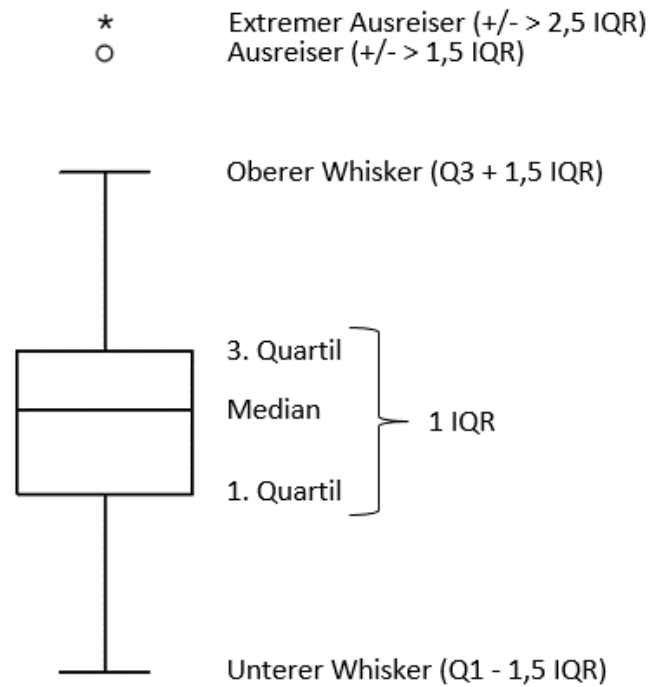 * Extremer Ausreiser (+/- > 2,5 IQR)
Ausreiser (+/- > 1,5 IQR)
Oberer Whisker (Q3 + 1,5 IQR)
3. Quartil
Median
1 IQR
1. Quartil
Unterer Whisker (Q1 - 1,5 IQR)